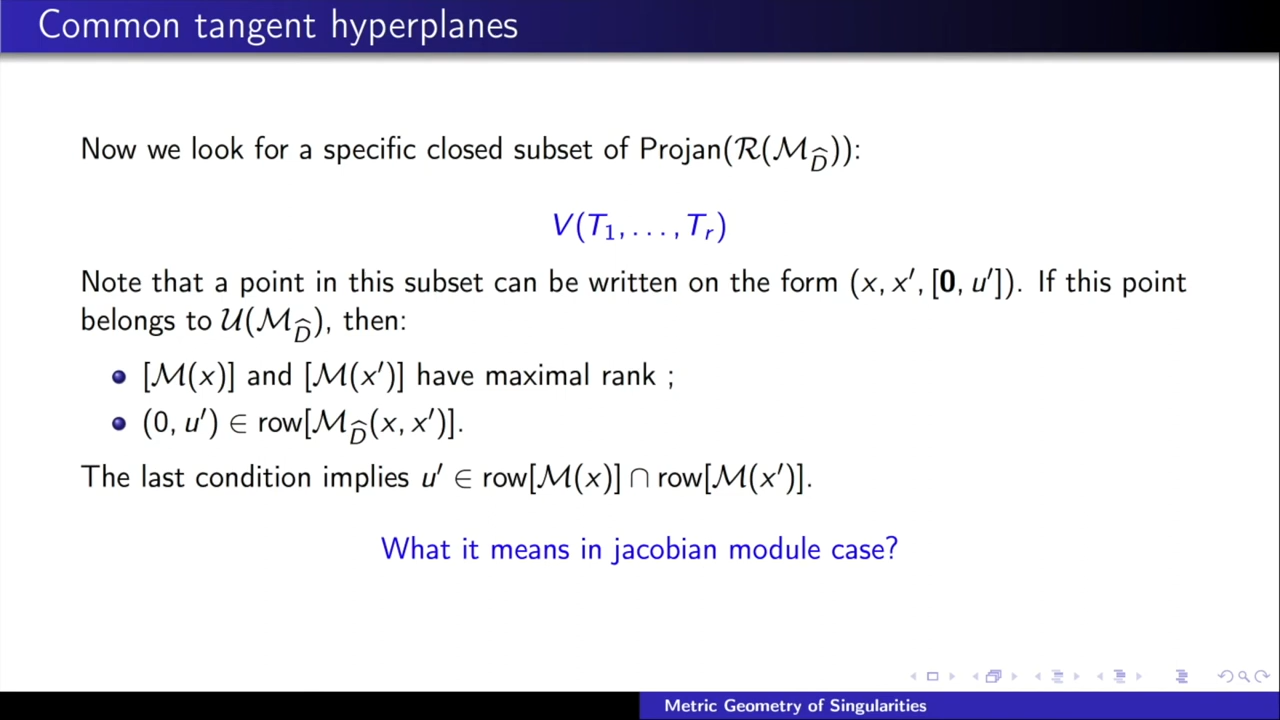 Common tangent hyperplanes
Now we look for a specific closed subset of Projan(ℛ(ℳ_D̂)):
V(T₁, . . . , Tᵣ)
Note that a point in this subset can be written on the form (x, x′, [𝟎, u′]). If this point
belongs to 𝒰(ℳ_D̂), then:
• [ℳ(x)] and [ℳ(x′)] have maximal rank ;
• (0, u′) ∈ row[ℳ_D̂(x, x′)].
The last condition implies u′ ∈ row[ℳ(x)] ∩ row[ℳ(x′)].
What it means in jacobian module case?
Metric Geometry of Singularities